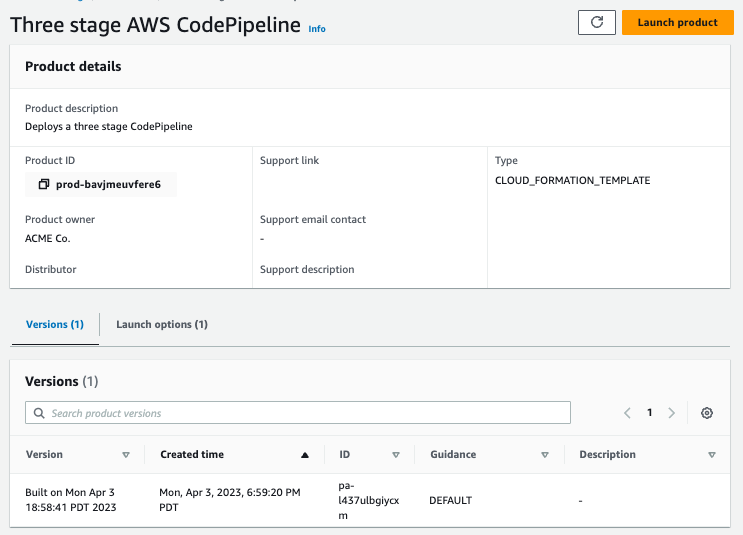 Three stage AWS CodePipeline Info
Launch product
Product details
Product description
Deploys a three stage CodePipeline
Product ID
prod-bavjmeuvfere6
Support link
Type
CLOUD_FORMATION_TEMPLATE
Product owner
ACME Co.
Support email contact
-
Distributor
Support description
Versions (1)
Launch options (1)
Versions (1)
Search product versions
1
Version
Created time
ID
Guidance
Description
Built on Mon Apr 3
18:58:41 PDT 2023
Mon, Apr 3, 2023, 6:59:20 PM
PDT
pa-
l437ulbgiycx
m
DEFAULT
-